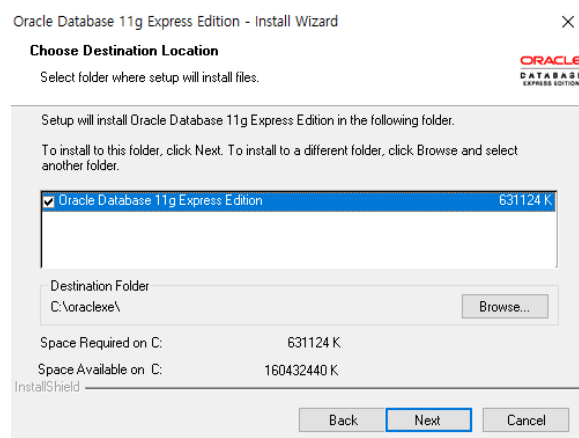 Oracle Database 11g Express Edition - Install Wizard
Choose Destination Location
Select folder where setup will install files.
ORACLE
DATABASE
EXPRESS EDITION
Setup will install Oracle Database 11g Express Edition in the following folder.
To install to this folder, click Next. To install to a different folder, click Browse and select
another folder.
Oracle Database 11g Express Edition 631124 K
Destination Folder
C:\oraclexe\
Browse...
Space Required on C: 631124 K
Space Available on C: 160432440 K
InstallShield
Back Next Cancel